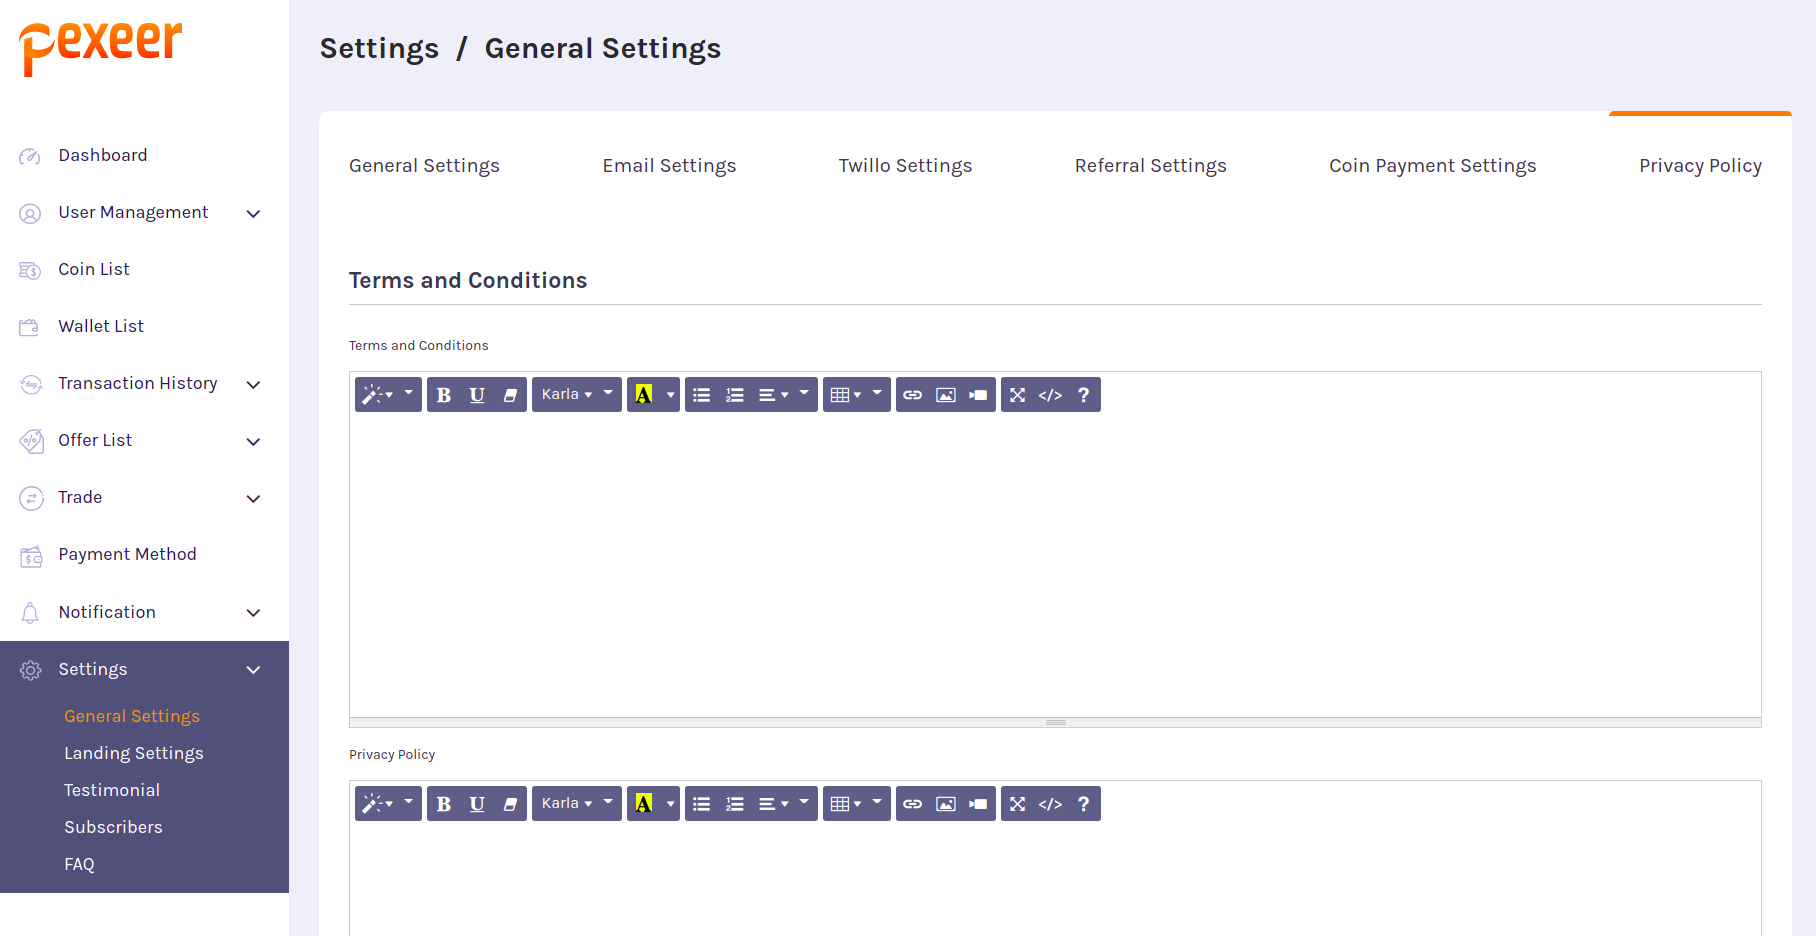 pexeer
Dashboard
User Management
Coin List
Wallet List
Transaction History
Offer List
Trade
Payment Method
Notification
Settings
General Settings
Landing Settings
Testimonial
Subscribers
FAQ
Settings / General Settings
General Settings Email Settings Twillo Settings Referral Settings Coin Payment Settings Privacy Policy
Terms and Conditions
Terms and Conditions
B U Karla A </> ?
Privacy Policy
B U Karla A </> ?